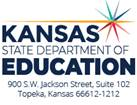 KANSAS
STATE DEPARTMENT OF
EDUCATION
900 S.W. Jackson Street, Suite 102
Topeka, Kansas 66612-1212